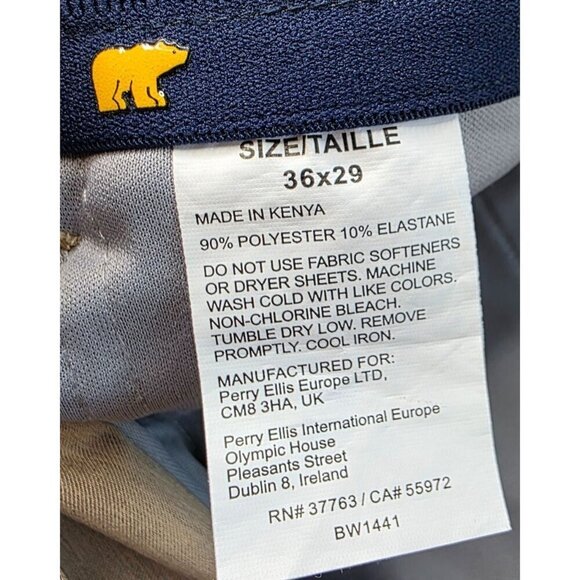 SIZE/TAILLE
36x29
MADE IN KENYA
90% POLYESTER 10% ELASTANE
DO NOT USE FABRIC SOFTENERS
OR DRYER SHEETS. MACHINE
WASH COLD WITH LIKE COLORS.
NON-CHLORINE BLEACH.
TUMBLE DRY LOW. REMOVE
PROMPTLY. COOL IRON.
MANUFACTURED FOR:
Perry Ellis Europe LTD,
CM8 3HA, UK
Perry Ellis International Europe
Olympic House
Pleasants Street
Dublin 8, Ireland
RN# 37763 / CA# 55972
BW1441